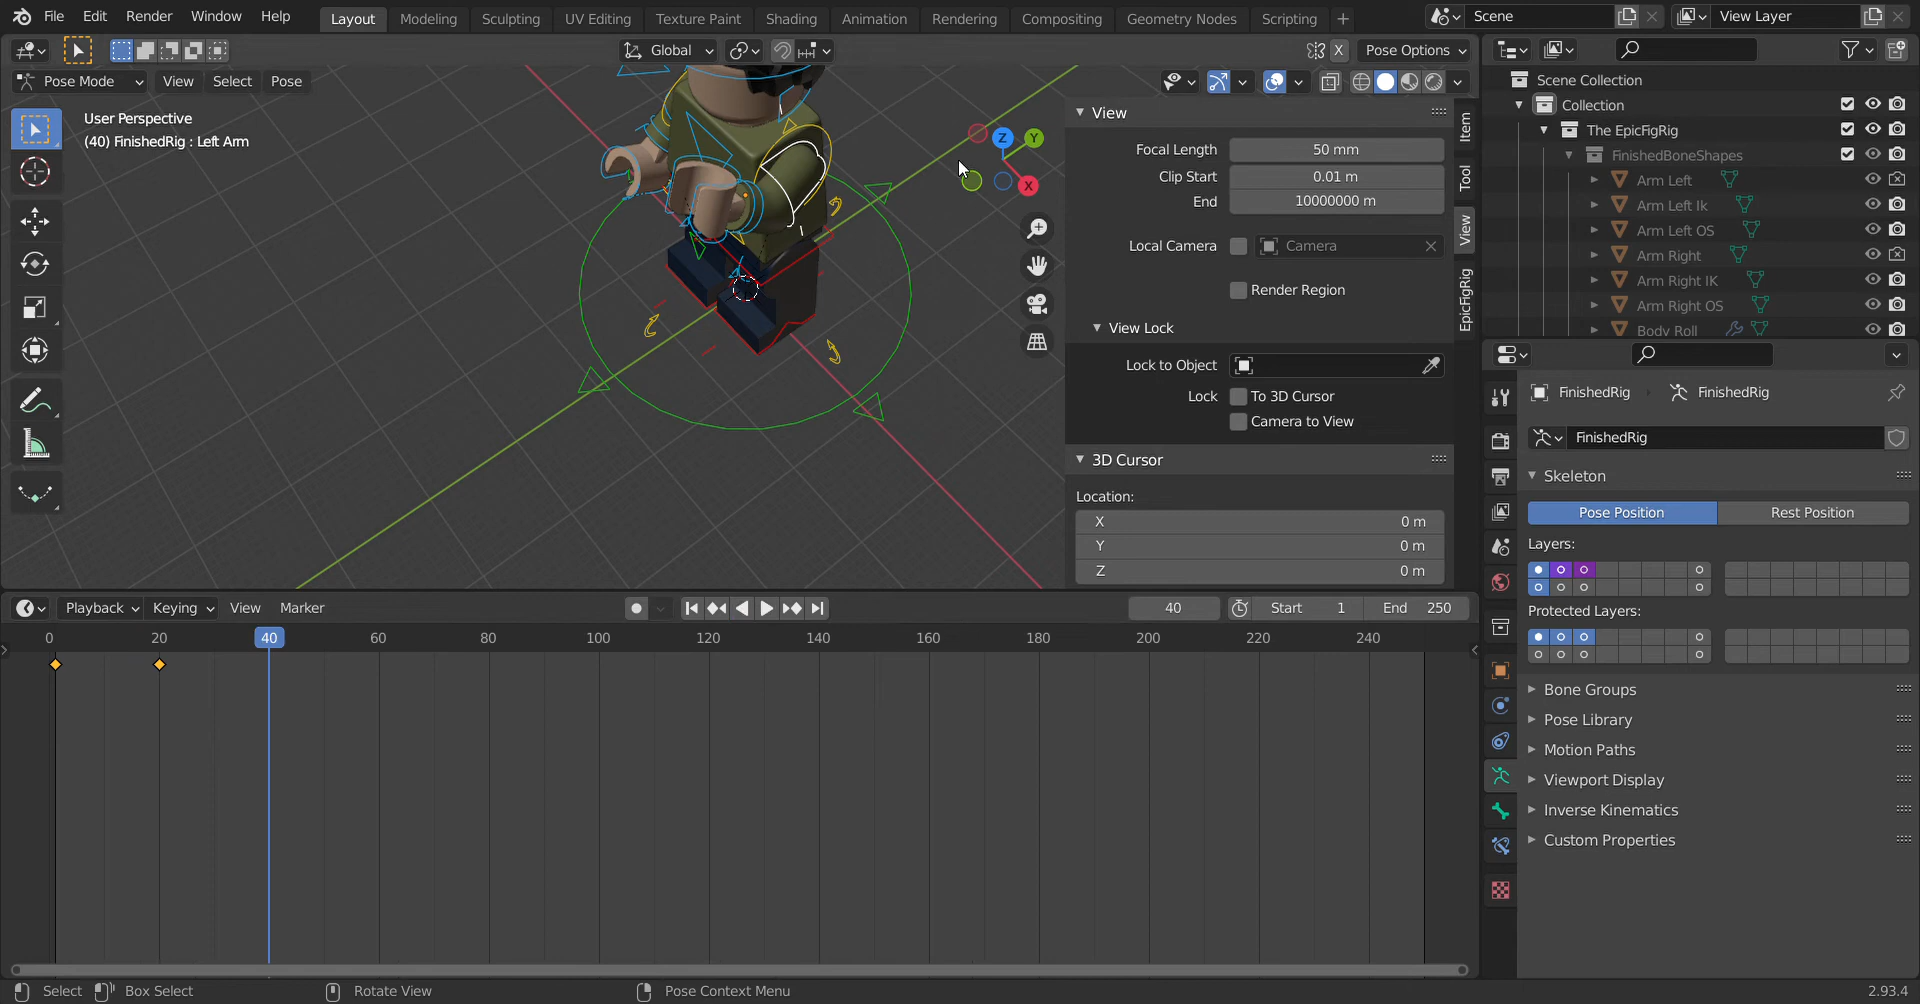 File Edit Render Window Help Layout Modeling Sculpting UV Editing Texture Paint Shading Animation Rendering Compositing Geometry Nodes Scripting + Scene View Layer
Global X Pose Options
Pose Mode View Select Pose
User Perspective
(40) FinishedRig : Left Arm
Z Y X
View
Focal Length 50 mm
Clip Start 0.01 m
End 10000000 m
Local Camera Camera
Render Region
View Lock
Lock to Object
Lock To 3D Cursor
Camera to View
3D Cursor
Location:
X 0 m
Y 0 m
Z 0 m
Item
Tool
View
EpicFigRig
Scene Collection
Collection
The EpicFigRig
FinishedBoneShapes
Arm Left
Arm Left Ik
Arm Left OS
Arm Right
Arm Right IK
Arm Right OS
Body Roll
FinishedRig FinishedRig
FinishedRig
Skeleton
Pose Position Rest Position
Layers:
Protected Layers:
Bone Groups
Pose Library
Motion Paths
Viewport Display
Inverse Kinematics
Custom Properties
Playback Keying View Marker 40 Start 1 End 250
0 20 40 60 80 100 120 140 160 180 200 220 240
Select Box Select Rotate View Pose Context Menu 2.93.4